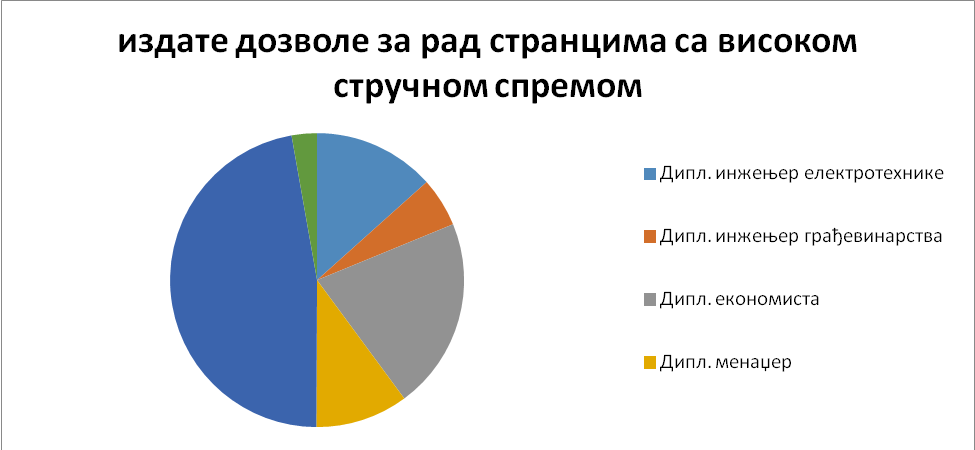 издате дозволе за рад странцима са високом
стручном спремом
Дипл. инжењер електротехнике
Дипл. инжењер грађевинарства
Дипл. економиста
Дипл. менаџер